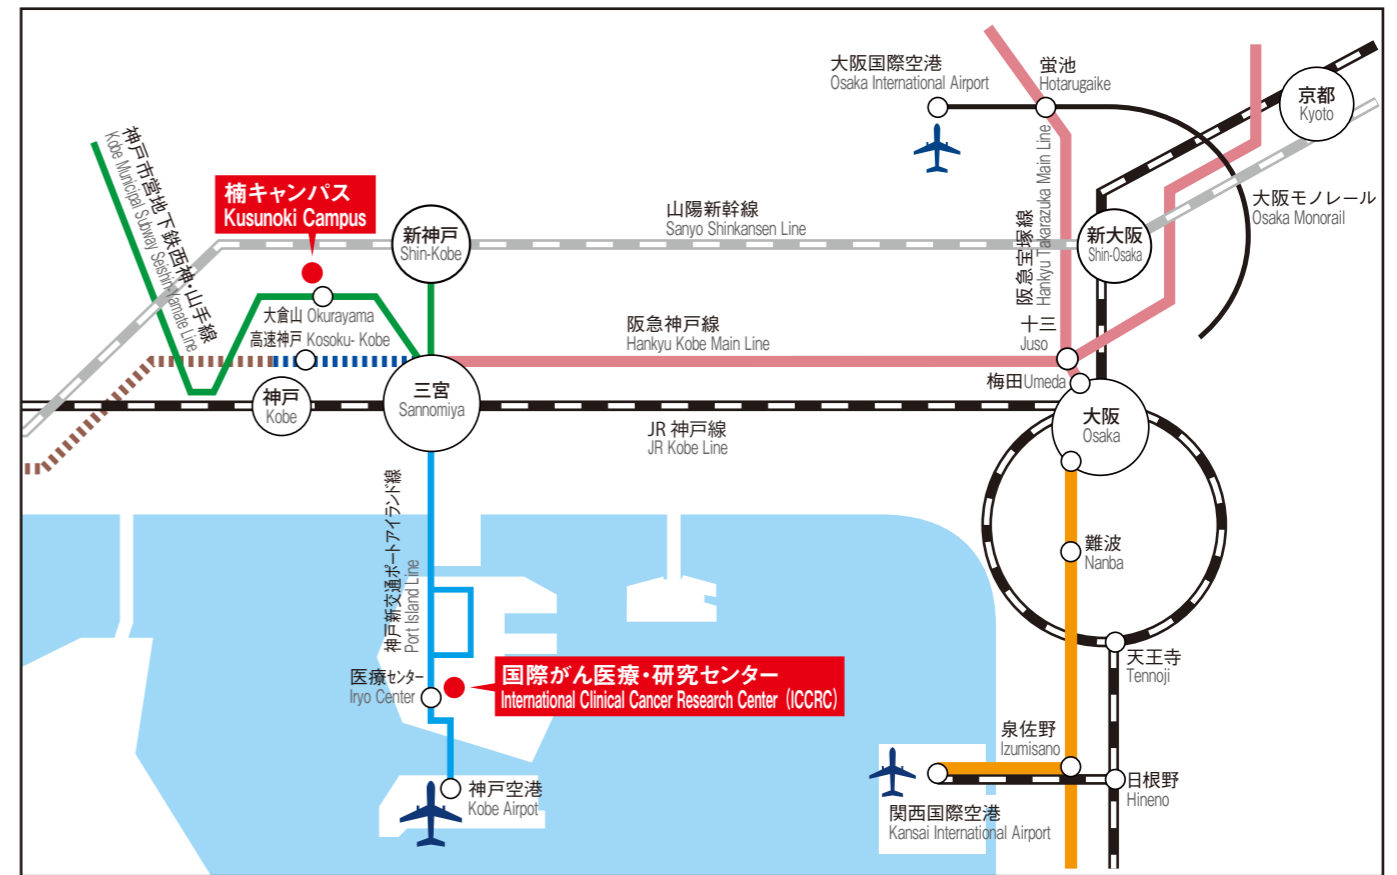 大阪国際空港
Osaka International Airport
蛍池
Hotarugaike
京都
Kyoto
神戸市営地下鉄西神・山手線
Kobe Municipal Subway Seishin-Yamate Line
楠キャンパス
Kusunoki Campus
新神戸
Shin-Kobe
山陽新幹線
Sanyo Shinkansen Line
阪急宝塚線
Hankyu Takarazuka Main Line
新大阪
Shin-Osaka
大阪モノレール
Osaka Monorail
大倉山 Okurayama
高速神戸 Kosoku- Kobe
阪急神戸線
Hankyu Kobe Main Line
十三
Juso
梅田Umeda
神戸
Kobe
三宮
Sannomiya
JR 神戸線
JR Kobe Line
大阪
Osaka
神戸新交通ポートアイランド線
Port Island Line
難波
Nanba
医療センター
Iryo Center
国際がん医療・研究センター
International Clinical Cancer Research Center（ICCRC）
天王寺
Tennoji
泉佐野
Izumisano
神戸空港
Kobe Airpot
関西国際空港
Kansai International Airport
日根野
Hineno